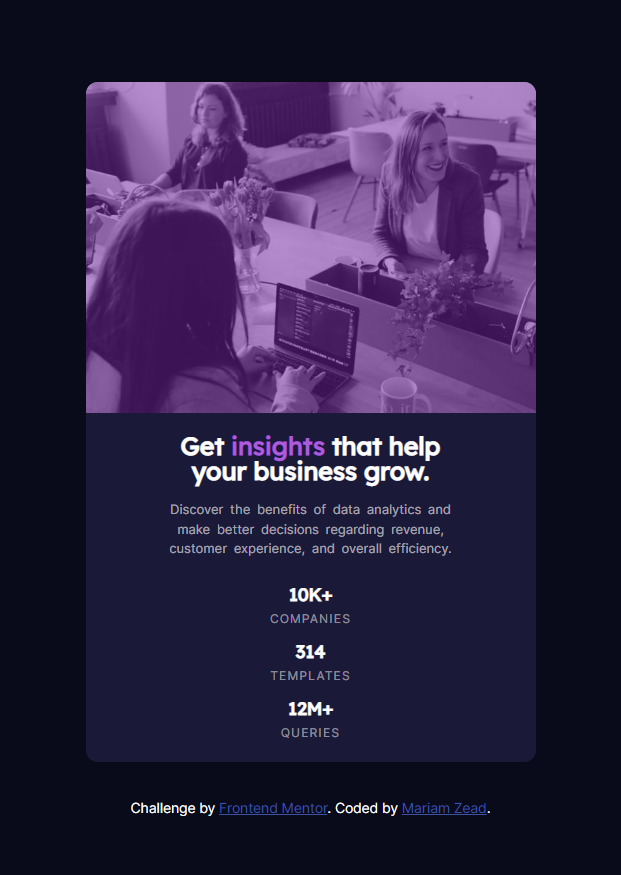 Get insights that help
your business grow.
Discover the benefits of data analytics and
make better decisions regarding revenue,
customer experience, and overall efficiency.
10K+
COMPANIES
314
TEMPLATES
12M+
QUERIES
Challenge by Frontend Mentor. Coded by Mariam Zead.